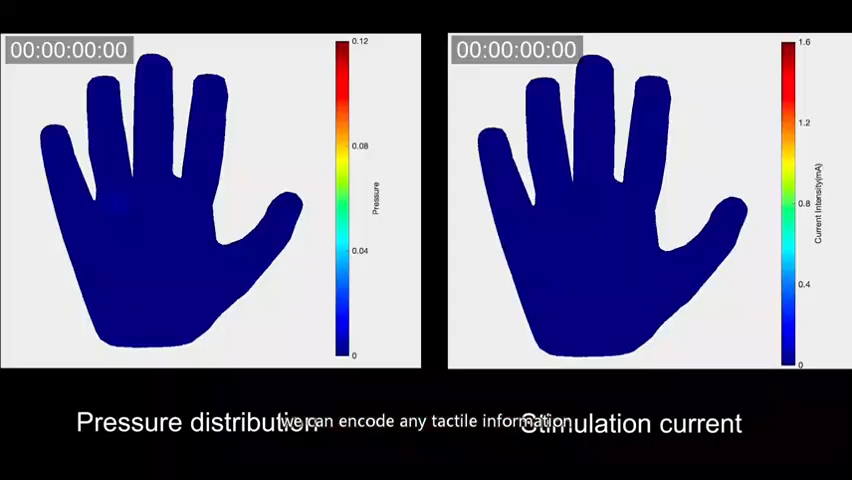 00:00:00:00
0.12
0.08
Pressure
0.04
0
00:00:00:00
1.6
1.2
Current Intensity(mA)
0.8
0.4
0
Pressure distribution
we can encode any tactile information
Stimulation current